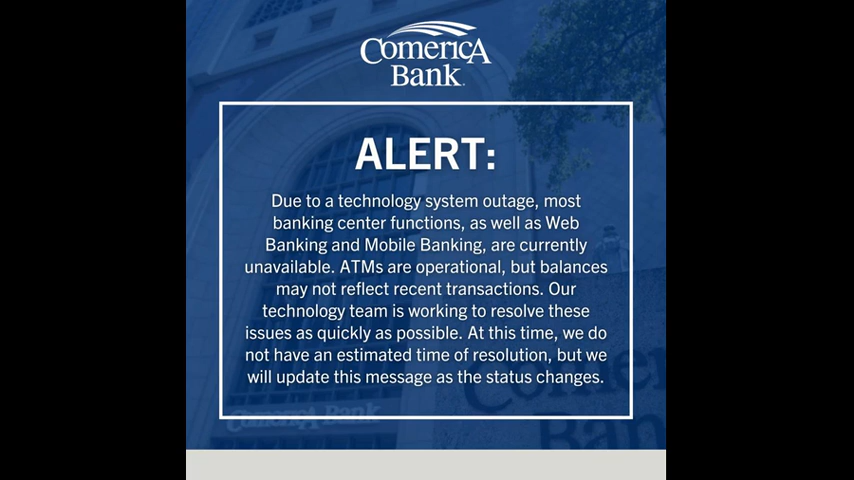 ComericA
Bank
ALERT:
Due to a technology system outage, most
banking center functions, as well as Web
Banking and Mobile Banking, are currently
unavailable. ATMs are operational, but balances
may not reflect recent transactions. Our
technology team is working to resolve these
issues as quickly as possible. At this time, we do
not have an estimated time of resolution, but we
will update this message as the status changes.
ComericA Bank